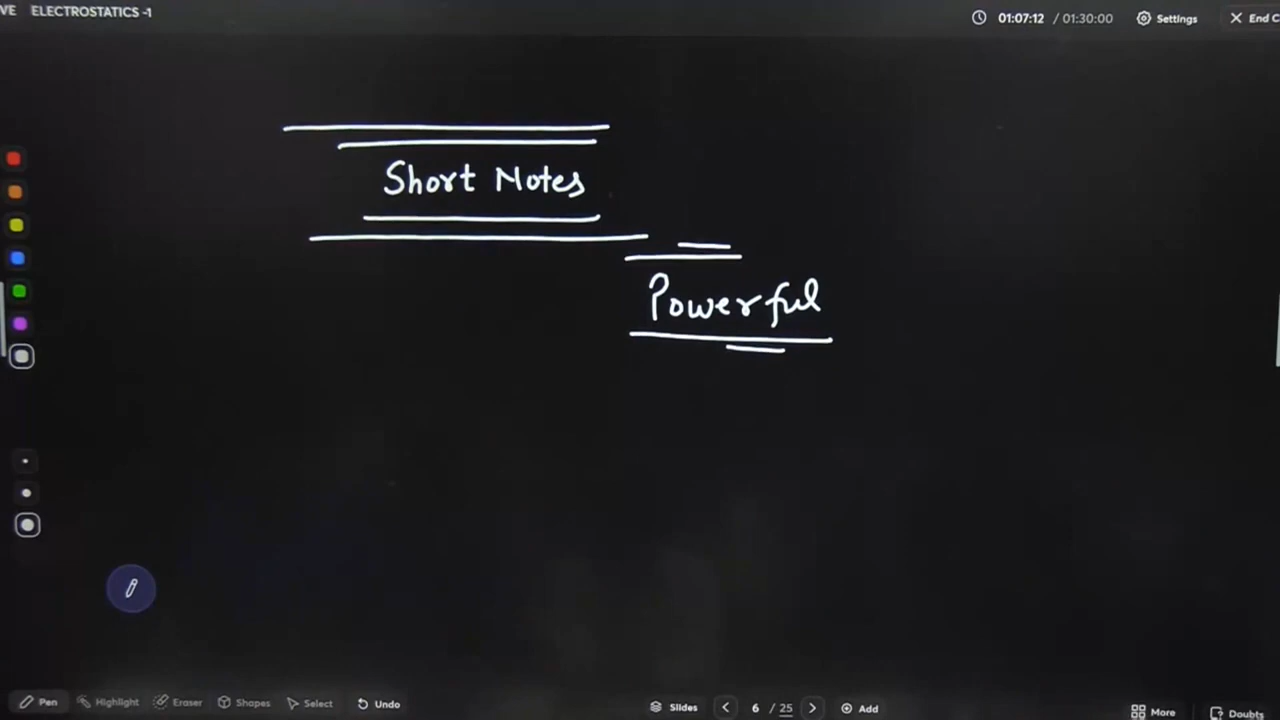 VE ELECTROSTATICS -1
01:07:12 / 01:30:00 Settings End C
Short Notes
Powerful
Pen Highlight Eraser Shapes Select Undo Slides 6 / 25 Add More Doubts